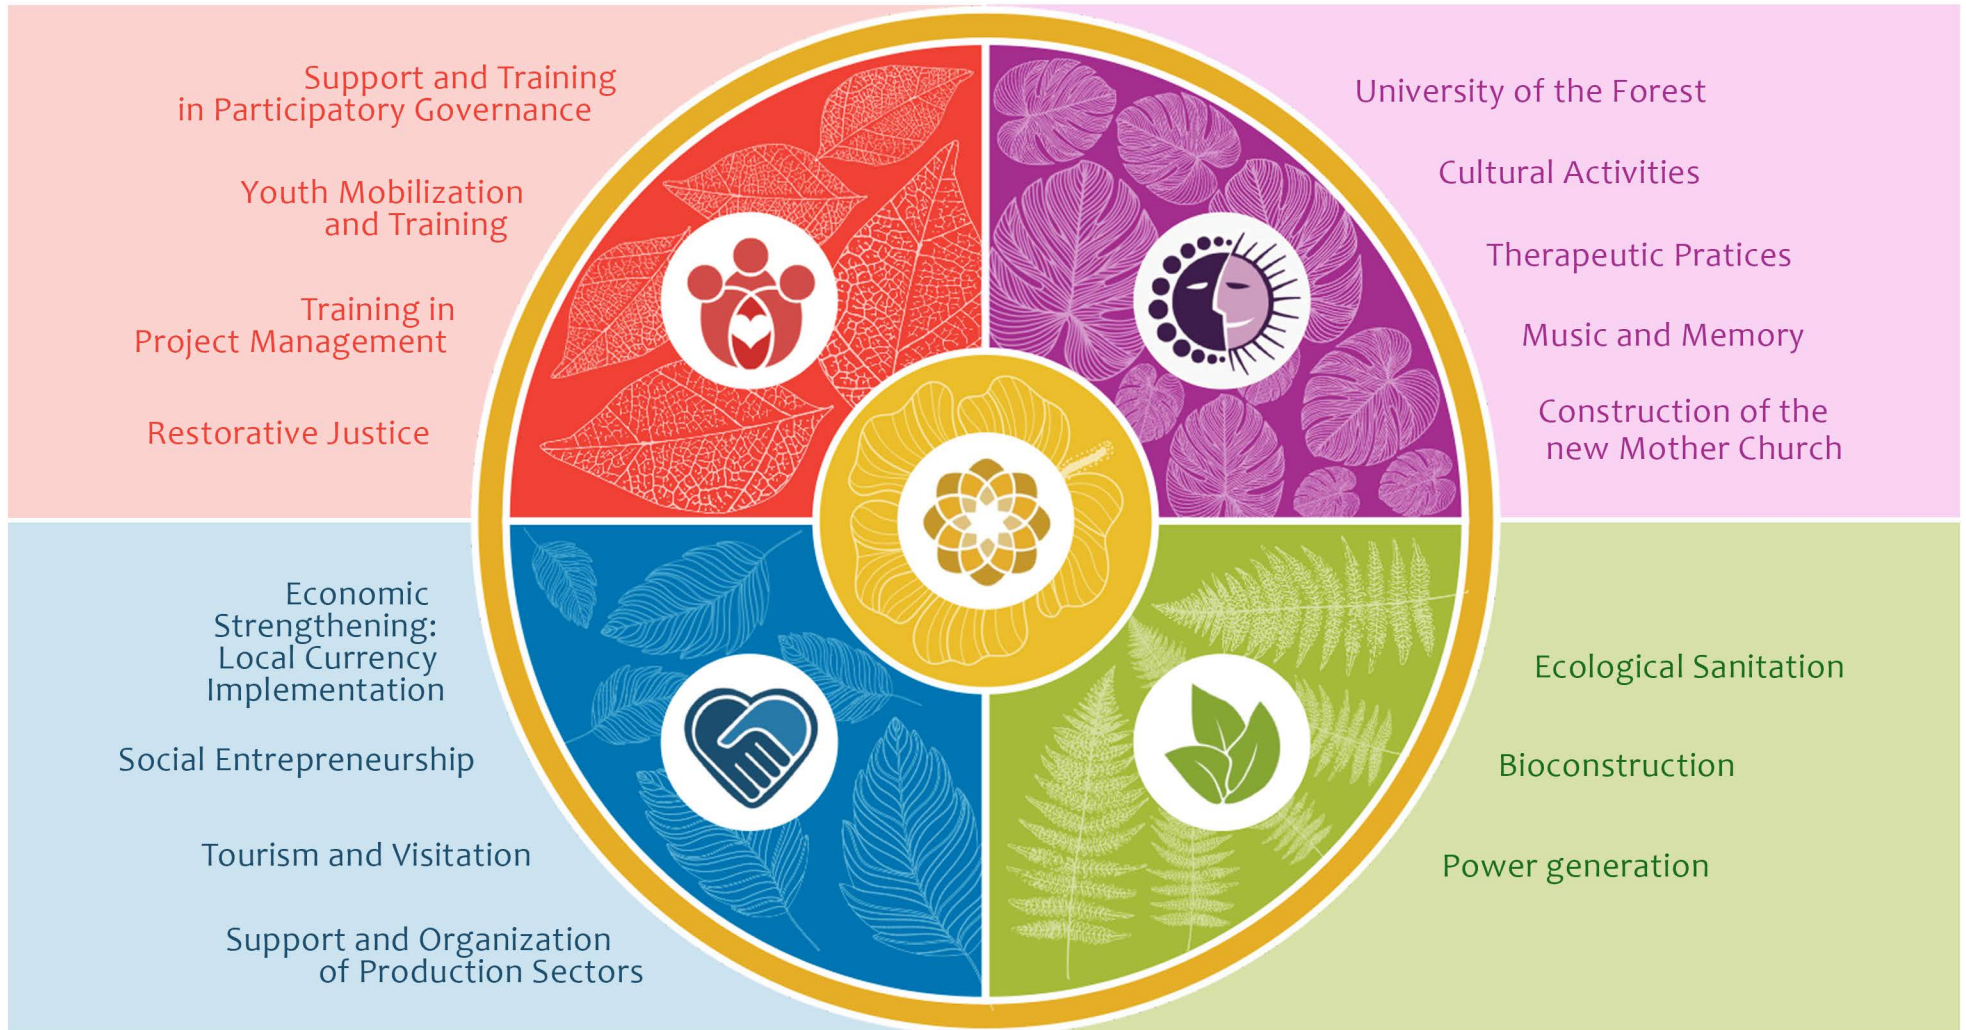 Support and Training
in Participatory Governance
Youth Mobilization
and Training
Training in
Project Management
Restorative Justice
University of the Forest
Cultural Activities
Therapeutic Pratices
Music and Memory
Construction of the
new Mother Church
Economic
Strengthening:
Local Currency
Implementation
Social Entrepreneurship
Tourism and Visitation
Support and Organization
of Production Sectors
Ecological Sanitation
Bioconstruction
Power generation